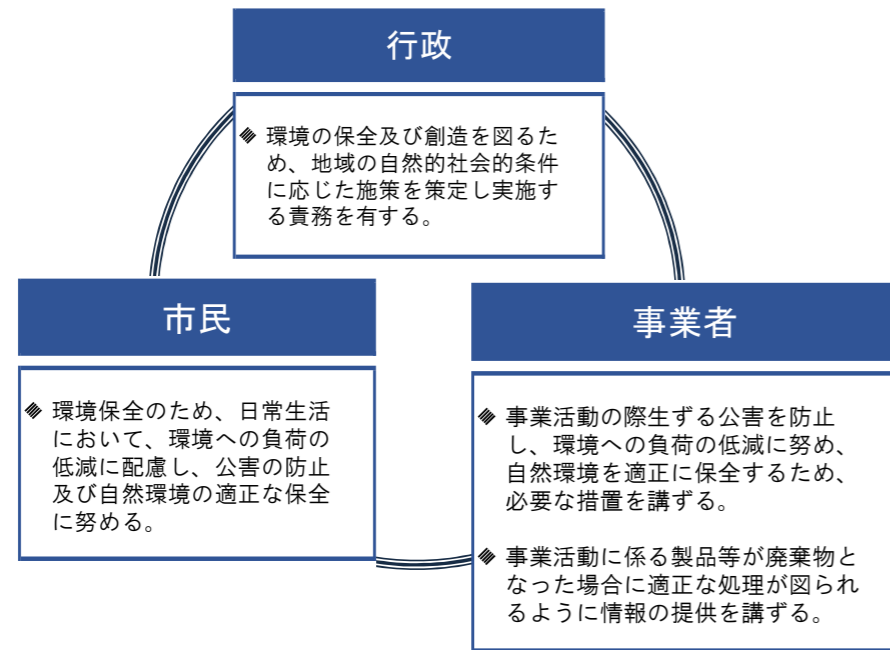 行政
環境の保全及び創造を図るた
め、地域の自然的社会的条件
に応じた施策を策定し実施す
る責務を有する。
市民
環境保全のため、日常生活
において、環境への負荷の
低減に配慮し、公害の防止
及び自然環境の適正な保全
に努める。
事業者
事業活動の際生ずる公害を防止
し、環境への負荷の低減に努め、
自然環境を適正に保全するため、
必要な措置を講ずる。
事業活動に係る製品等が廃棄物と
なった場合に適正な処理が図られ
るように情報の提供を講ずる。